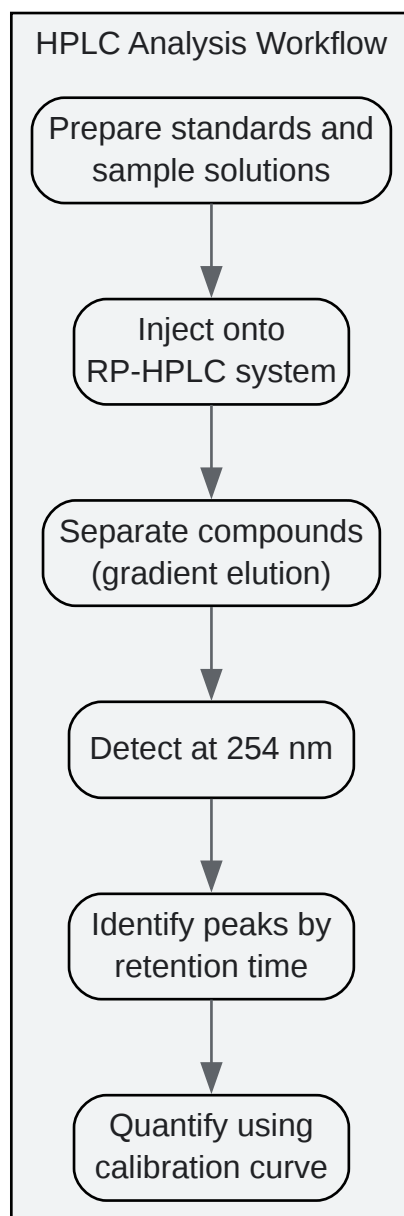 HPLC Analysis Workflow
Prepare standards and
sample solutions
Inject onto
RP-HPLC system
Separate compounds
(gradient elution)
Detect at 254 nm
Identify peaks by
retention time
Quantify using
calibration curve